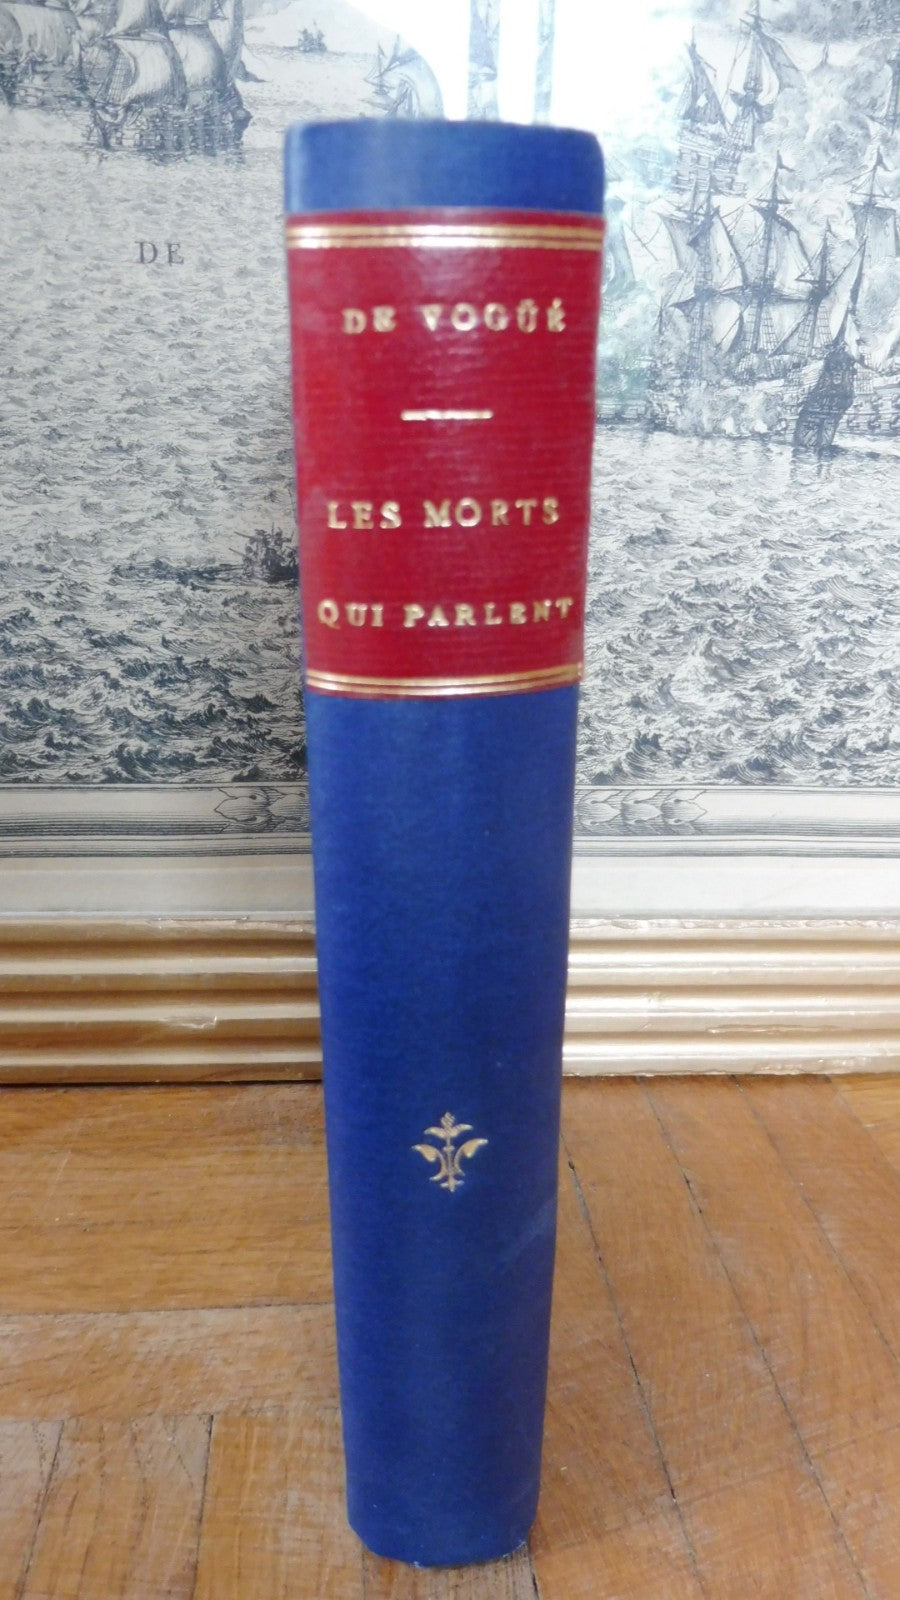 DE
DE VOGÜÉ
LES MORTS
QUI PARLENT